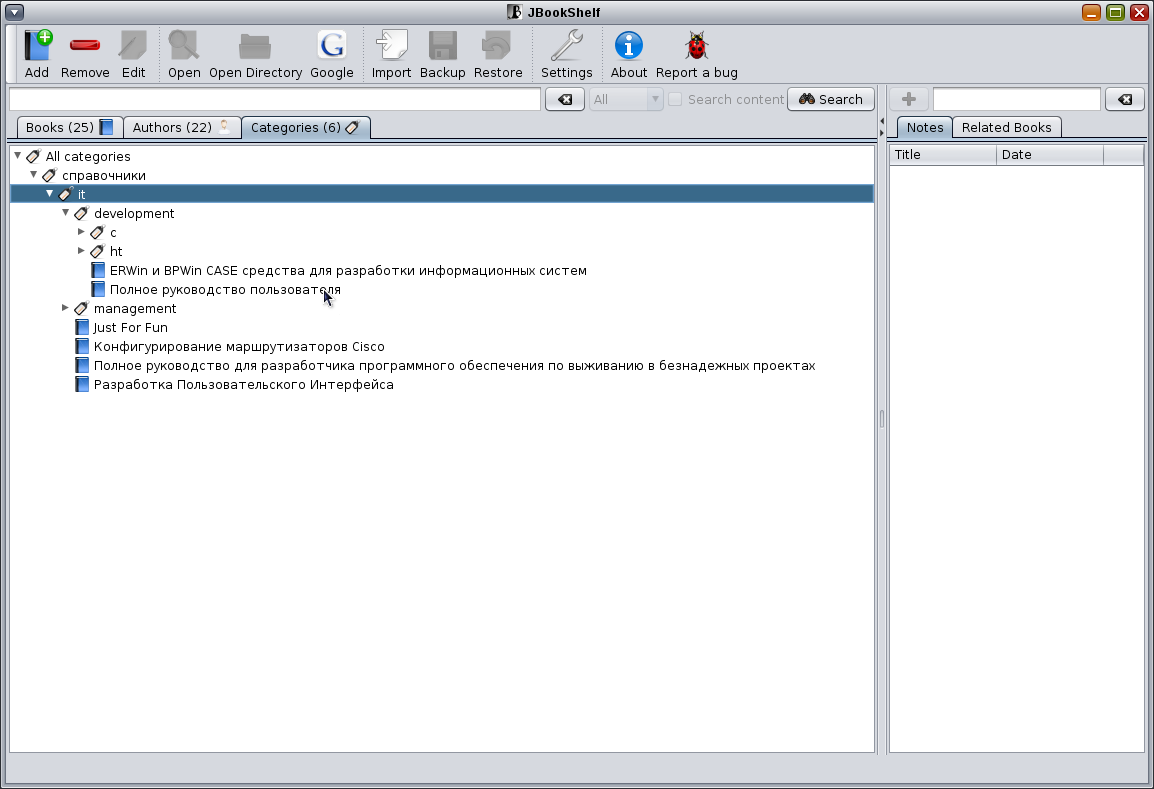 JBookShelf
Add Remove Edit Open Open Directory Google Import Backup Restore Settings About Report a bug
All Search content Search
Books (25) Authors (22) Categories (6) Notes Related Books
Title Date
All categories
справочники
it
development
c
ht
ERWin и BPWin CASE средства для разработки информационных систем
Полное руководство пользователя
management
Just For Fun
Конфигурирование маршрутизаторов Cisco
Полное руководство для разработчика программного обеспечения по выживанию в безнадежных проектах
Разработка Пользовательского Интерфейса